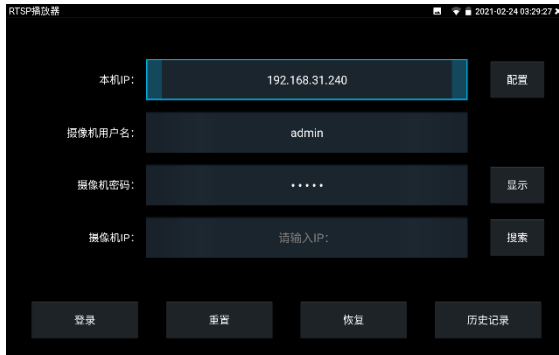 RTSP播放器 2021-02-24 03:29:27
本机IP: 192.168.31.240 配置
摄像机用户名: admin
摄像机密码: ••••• 显示
摄像机IP: 请输入IP: 搜索
登录 重置 恢复 历史记录